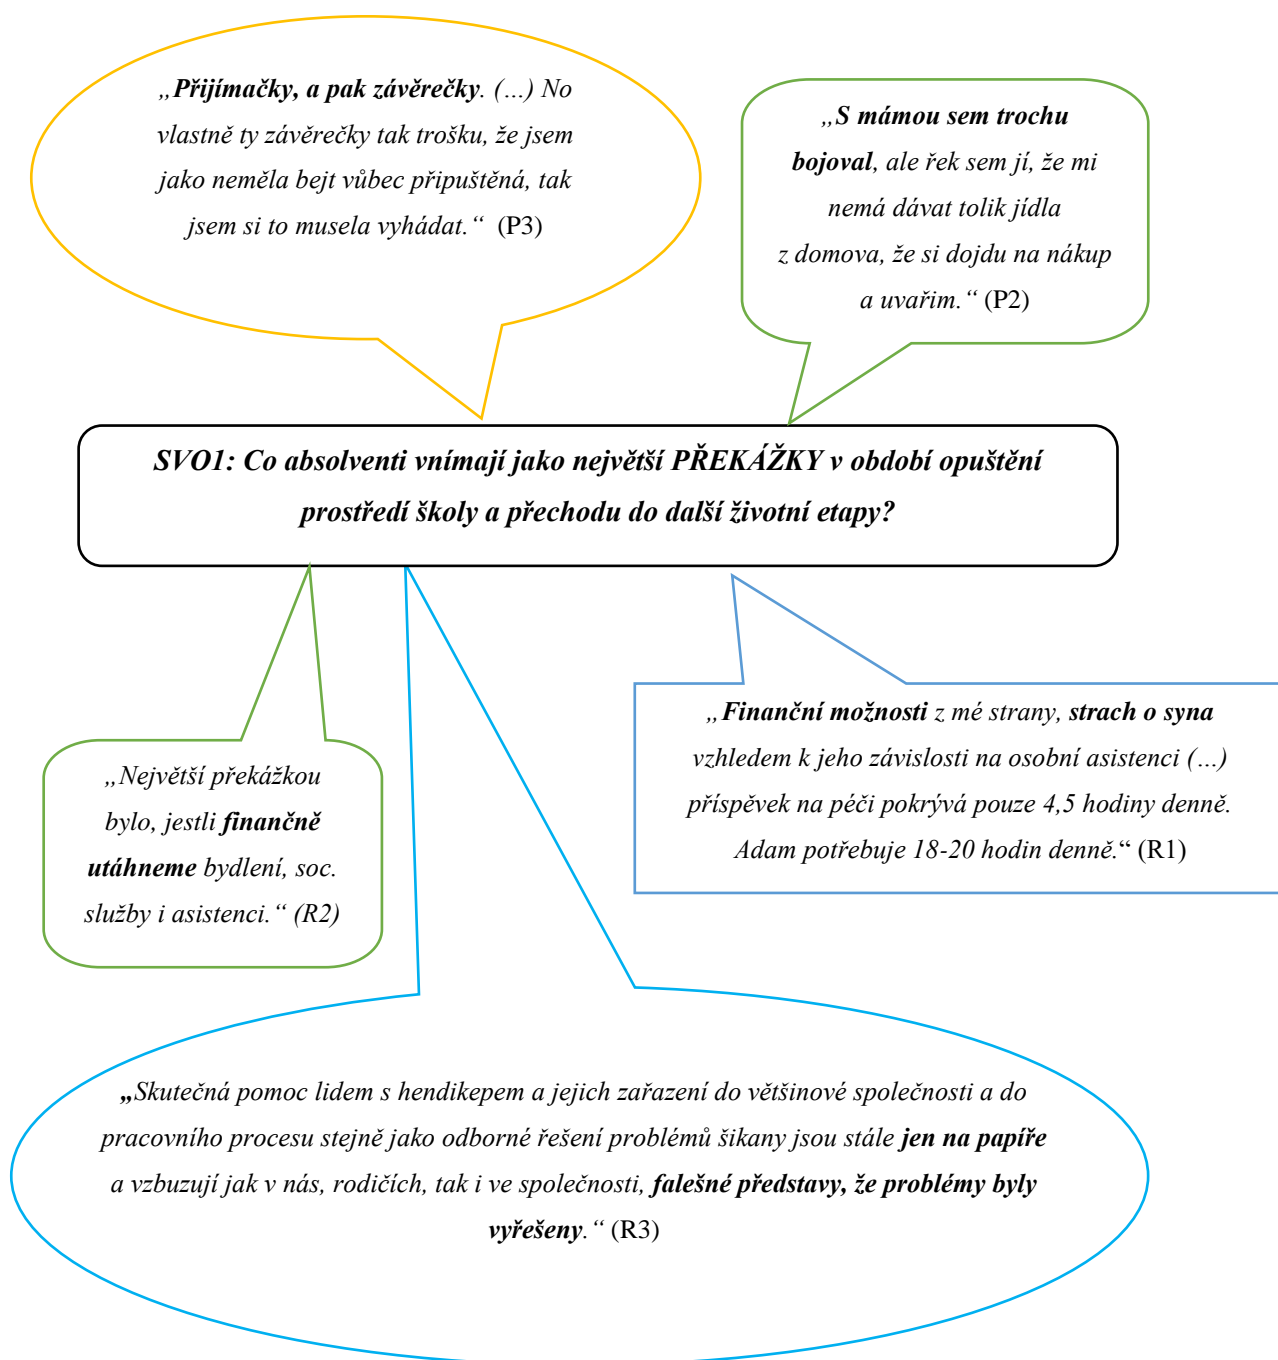 „Přijímačky, a pak závěrečky. (…) No
vlastně ty závěrečky tak trošku, že jsem
jako neměla bejt vůbec připuštěná, tak
jsem si to musela vyhádat.“ (P3)
„S mámou sem trochu
bojoval, ale řek sem jí, že mi
nemá dávat tolik jídla
z domova, že si dojdu na nákup
a uvařim.“ (P2)
SVO1: Co absolventi vnímají jako největší PŘEKÁŽKY v období opuštění
prostředí školy a přechodu do další životní etapy?
„Finanční možnosti z mé strany, strach o syna
vzhledem k jeho závislosti na osobní asistenci (…)
příspěvek na péči pokrývá pouze 4,5 hodiny denně.
Adam potřebuje 18-20 hodin denně.“ (R1)
„Největší překážkou
bylo, jestli finančně
utáhneme bydlení, soc.
služby i asistenci.“ (R2)
„Skutečná pomoc lidem s hendikepem a jejich zařazení do většinové společnosti a do
pracovního procesu stejně jako odborné řešení problémů šikany jsou stále jen na papíře
a vzbuzují jak v nás, rodičích, tak i ve společnosti, falešné představy, že problémy byly
vyřešeny.“ (R3)